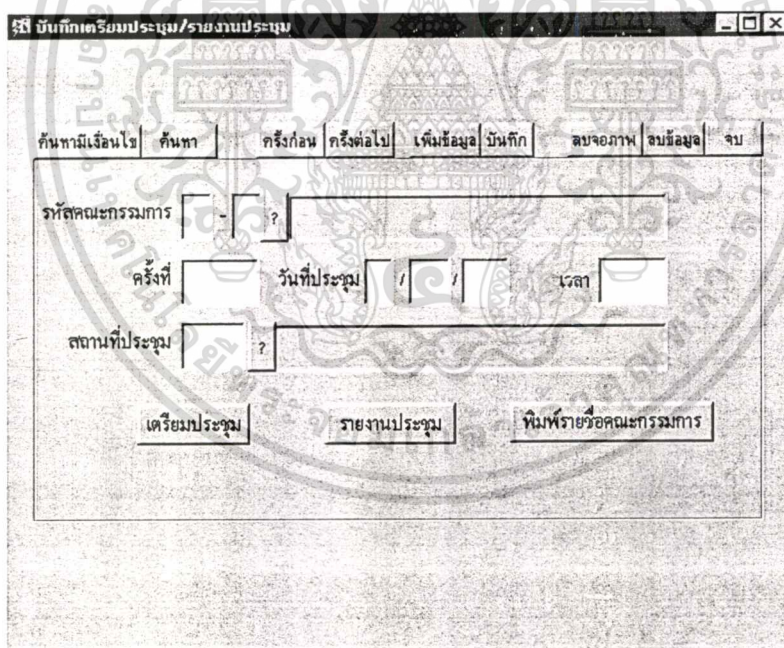 บันทึกเตรียมประชุม/รายงานประชุม
ค้นหามีเงื่อนไข ค้นหา ครั้งก่อน ครั้งต่อไป เพิ่มข้อมูล บันทึก ลบจอภาพ ลบข้อมูล จบ
รหัสคณะกรรมการ - ?
ครั้งที่ วันที่ประชุม / / เวลา
สถานที่ประชุม ?
เตรียมประชุม รายงานประชุม พิมพ์รายชื่อคณะกรรมการ